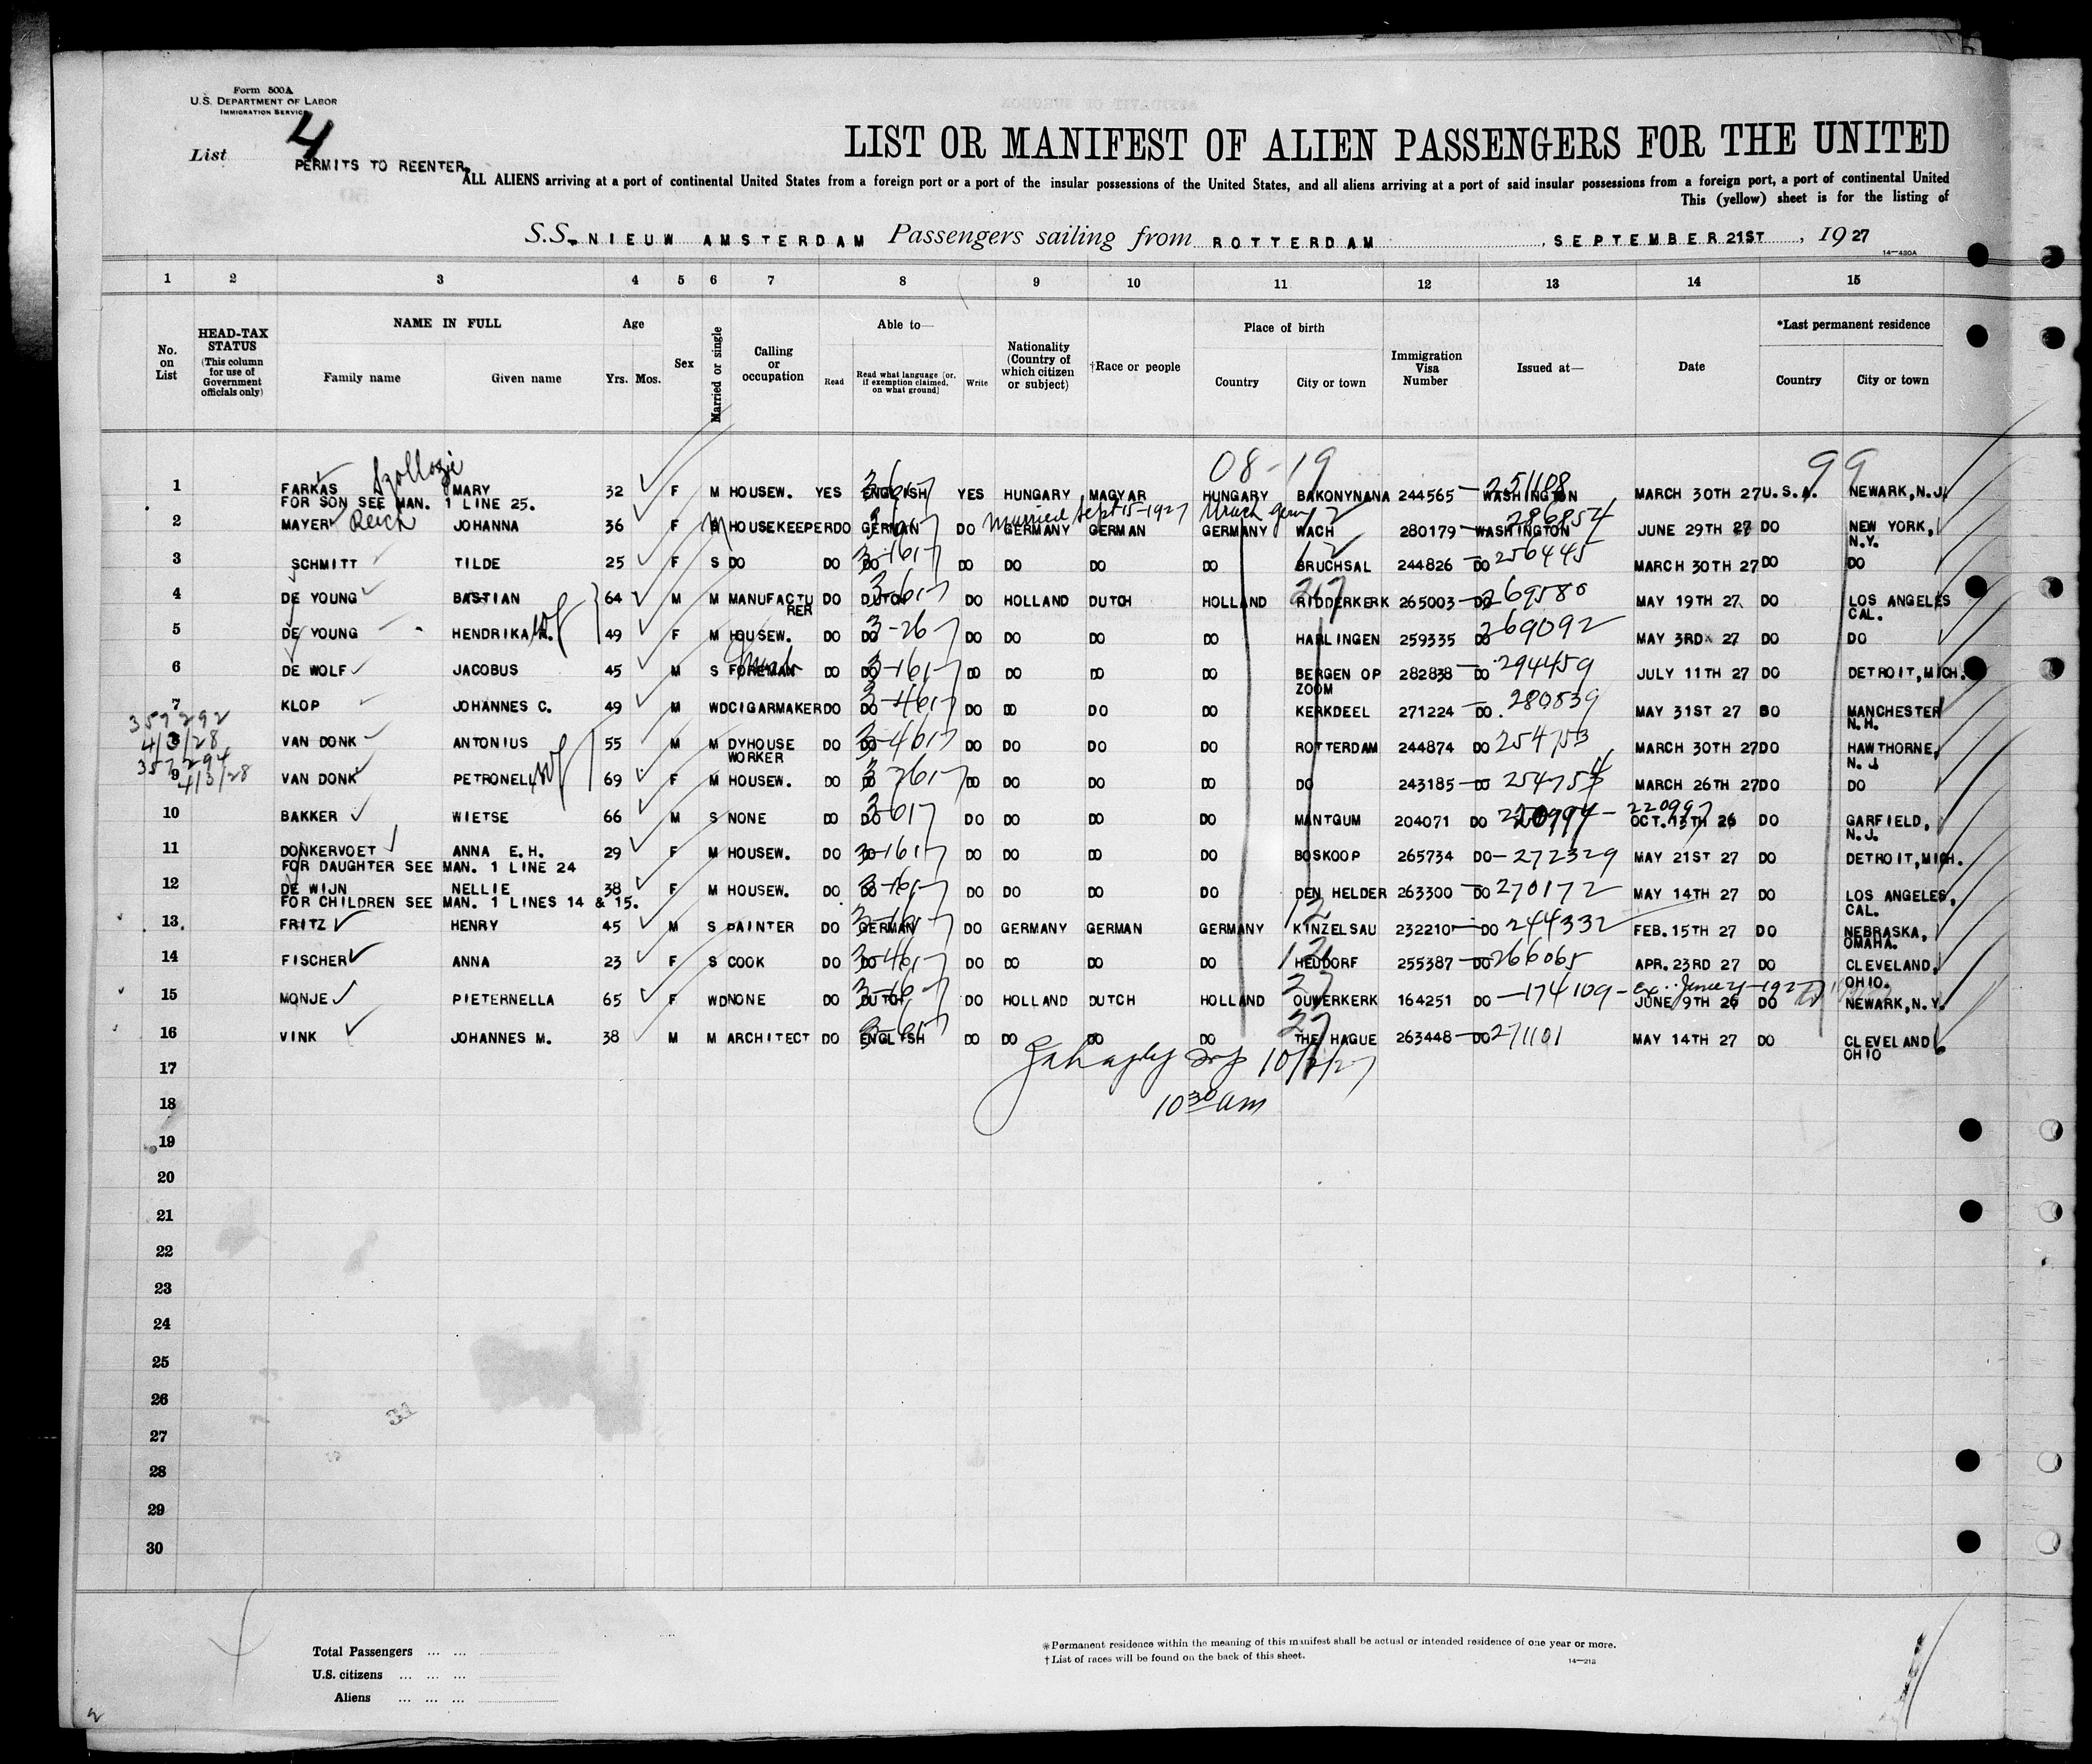 Form 500A
U.S. DEPARTMENT OF LABOR
IMMIGRATION SERVICE
List 4
PERMITS TO REENTER.
LIST OR MANIFEST OF ALIEN PASSENGERS FOR THE UNITED
ALL ALIENS arriving at a port of continental United States from a foreign port or a port of the insular possessions of the United States, and all aliens arriving at a port of said insular possessions from a foreign port, a port of continental United
This (yellow) sheet is for the listing of
S.S. NIEUW AMSTERDAM Passengers sailing from ROTTERDAM, SEPTEMBER 21ST, 1927
14—430A
1 2 3 4 5 6 7 8 9 10 11 12 13 14 15
No. on List
HEAD-TAX STATUS (This column for use of Government officials only)
NAME IN FULL
Family name Given name
Age
Yrs. Mos.
Sex
Married or single
Calling or occupation
Able to—
Read
Read what language [or, if exemption claimed, on what ground]
Write
Nationality (Country of which citizen or subject)
†Race or people
Place of birth
Country City or town
Immigration Visa Number
Issued at—
Date
*Last permanent residence
Country City or town
08-19 99
1 FARKAS Szollozi MARY 32 F M HOUSEW. YES ENGLISH YES HUNGARY MAGYAR HUNGARY BAKONYNANA 244565 WASHINGTON 251108 MARCH 30TH 27 U.S.A. NEWARK, N.J.
FOR SON SEE MAN. 1 LINE 25.
Married Sept 15-1927
2 MAYER Reich JOHANNA 36 F M HOUSEKEEPER DO GERMAN DO GERMANY GERMAN GERMANY WACH 280179 WASHINGTON 286854 JUNE 29TH 27 DO NEW YORK, N.Y.
3 SCHMITT TILDE 25 F S DO DO DO DO DO DO DO BRUCHSAL 244826 DO 256445 MARCH 30TH 27 DO DO
4 DE YOUNG BASTIAN 64 M M MANUFACTURER DO DUTCH DO HOLLAND DUTCH HOLLAND RIDDERKERK 265003 DO 269580 MAY 19TH 27 DO LOS ANGELES CAL.
5 DE YOUNG HENDRIKA wf 49 F M HOUSEW. DO DO DO DO DO DO HARLINGEN 259335 DO 269092 MAY 3RD 27 DO DO
6 DE WOLF JACOBUS 45 M S FOREMAN DO DO DO DO DO DO BERGEN OP ZOOM 282838 DO 294459 JULY 11TH 27 DO DETROIT, MICH.
7 KLOP JOHANNES C. 49 M WD CIGARMAKER DO DO DO DO DO DO KERKDEEL 271224 DO 280839 MAY 31ST 27 DO MANCHESTER N.H.
357292
4/3/28
8 VAN DONK ANTONIUS 55 M M DYHOUSE WORKER DO DO DO DO DO DO ROTTERDAM 244874 DO 254753 MARCH 30TH 27 DO HAWTHORNE, N.J.
357294
4/3/28
9 VAN DONK PETRONELLA wf 69 F M HOUSEW. DO DO DO DO DO DO DO 243185 DO 254754 MARCH 26TH 27 DO DO
10 BAKKER WIETSE 66 M S NONE DO DO DO DO DO DO MANTGUM 204071 DO 220994 220997 OCT. 13TH 26 DO GARFIELD, N.J.
11 DONKERVOET ANNA E.H. 29 F M HOUSEW. DO DO DO DO DO DO BOSKOOP 265734 DO 272329 MAY 21ST 27 DO DETROIT, MICH.
FOR DAUGHTER SEE MAN. 1 LINE 24
12 DE WIJN NELLIE 38 F M HOUSEW. DO DO DO DO DO DO DEN HELDER 263300 DO 270172 MAY 14TH 27 DO LOS ANGELES, CAL.
FOR CHILDREN SEE MAN. 1 LINES 14 & 15.
13 FRITZ HENRY 45 M S PAINTER DO GERMAN DO GERMANY GERMAN GERMANY KINZELSAU 232210 DO 244332 FEB. 15TH 27 DO NEBRASKA, OMAHA.
14 FISCHER ANNA 23 F S COOK DO DO DO DO DO DO HEUDORF 255387 DO 266065 APR. 23RD 27 DO CLEVELAND, OHIO.
15 MONJE PIETERNELLA 65 F WD NONE DO DUTCH DO HOLLAND DUTCH HOLLAND OUWERKERK 164251 DO 174109 - Ex. June 21-1927 JUNE 9TH 26 DO NEWARK, N.Y.
16 VINK JOHANNES M. 38 M M ARCHITECT DO ENGLISH DO DO DO DO THE HAGUE 263448 DO 271101 MAY 14TH 27 DO CLEVELAND OHIO
17
18 10 30 am
19
20
21
22
23
24
25
26
27
28
29
30
Total Passengers
U.S. citizens
Aliens
*Permanent residence within the meaning of this manifest shall be actual or intended residence of one year or more.
†List of races will be found on the back of this sheet.
14—213